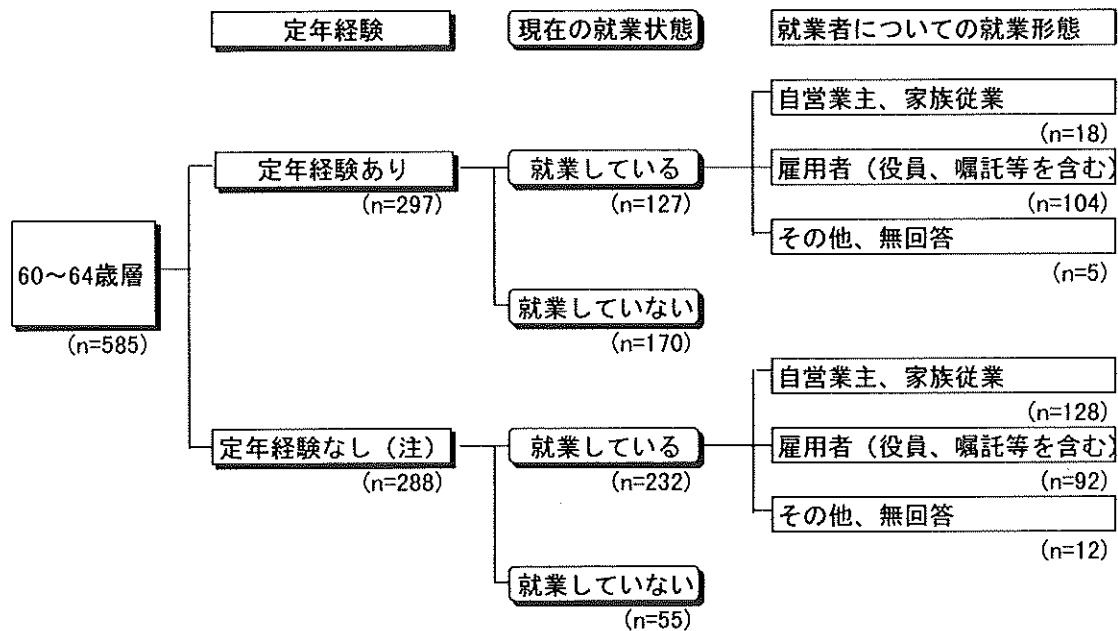 定年経験
現在の就業状態
就業者についての就業形態
自営業主、家族従業
(n=18)
定年経験あり
(n=297)
就業している
(n=127)
雇用者（役員、嘱託等を含む）
(n=104)
その他、無回答
(n=5)
60～64歳層
(n=585)
就業していない
(n=170)
自営業主、家族従業
(n=128)
定年経験なし（注）
(n=288)
就業している
(n=232)
雇用者（役員、嘱託等を含む）
(n=92)
その他、無回答
(n=12)
就業していない
(n=55)